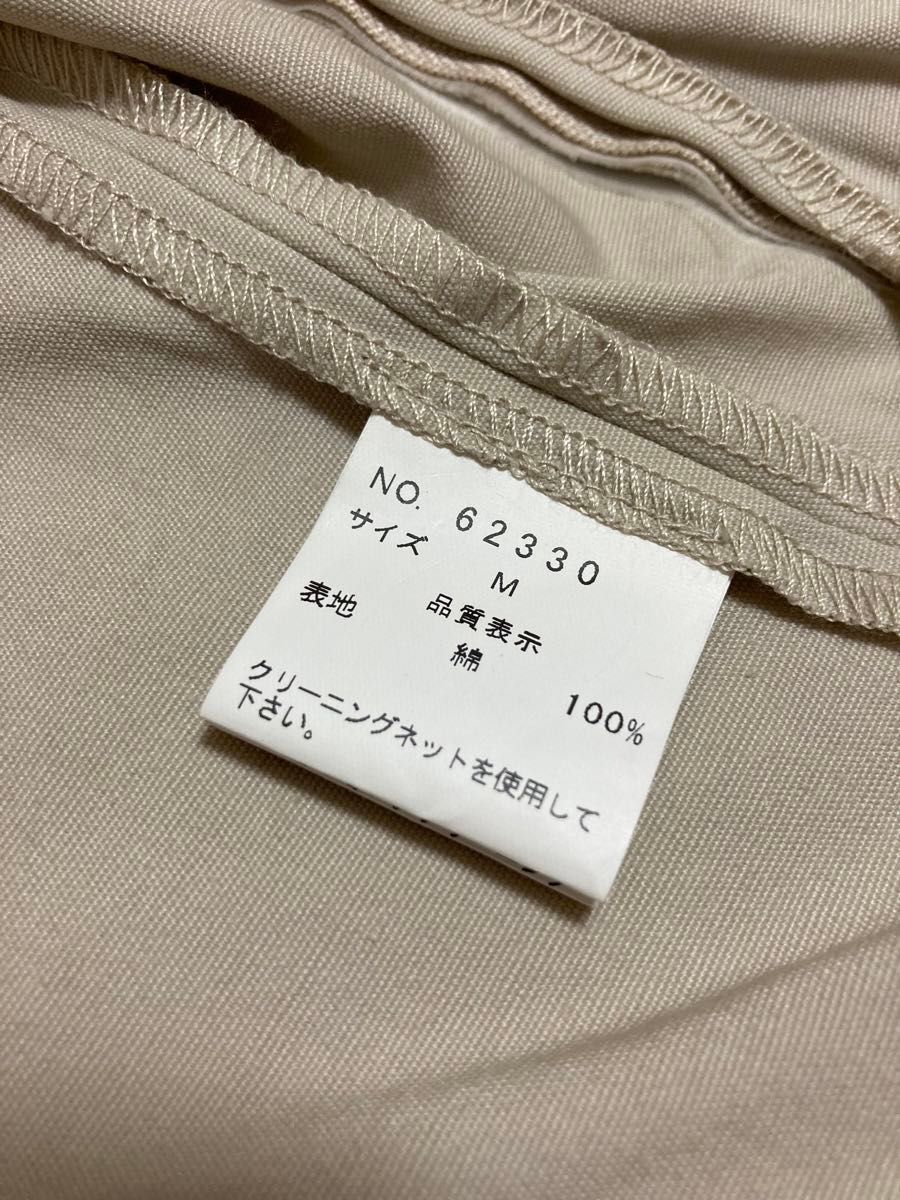 NO. 62330
サイズ M
品質表示
表地 綿 100%
クリーニングネットを使用して
下さい。